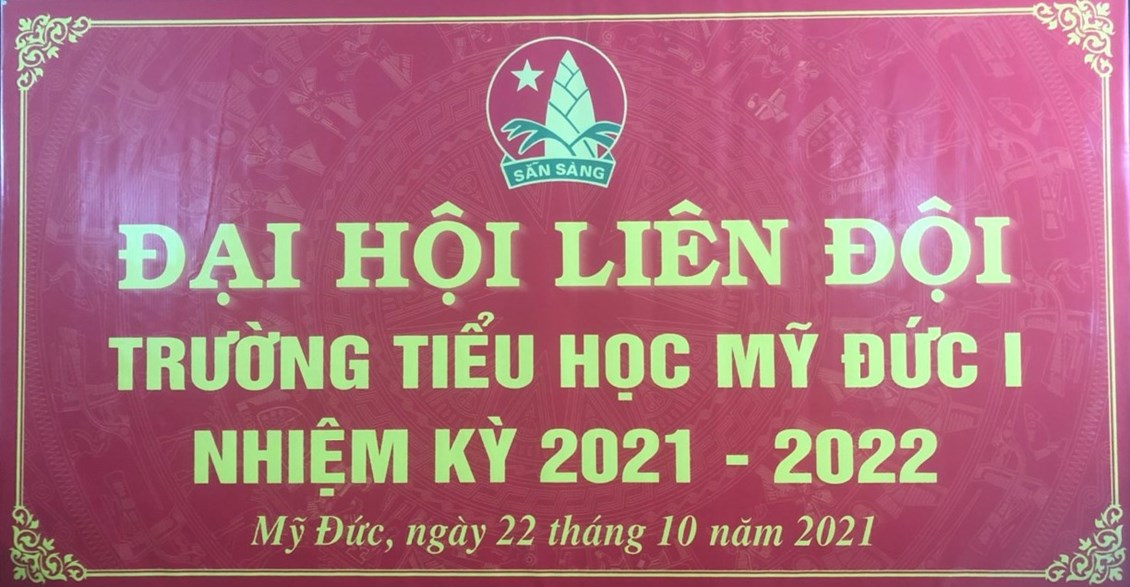 SẴN SÀNG
ĐẠI HỘI LIÊN ĐỘI
TRƯỜNG TIỂU HỌC MỸ ĐỨC I
NHIỆM KỲ 2021 - 2022
Mỹ Đức, ngày 22 tháng 10 năm 2021